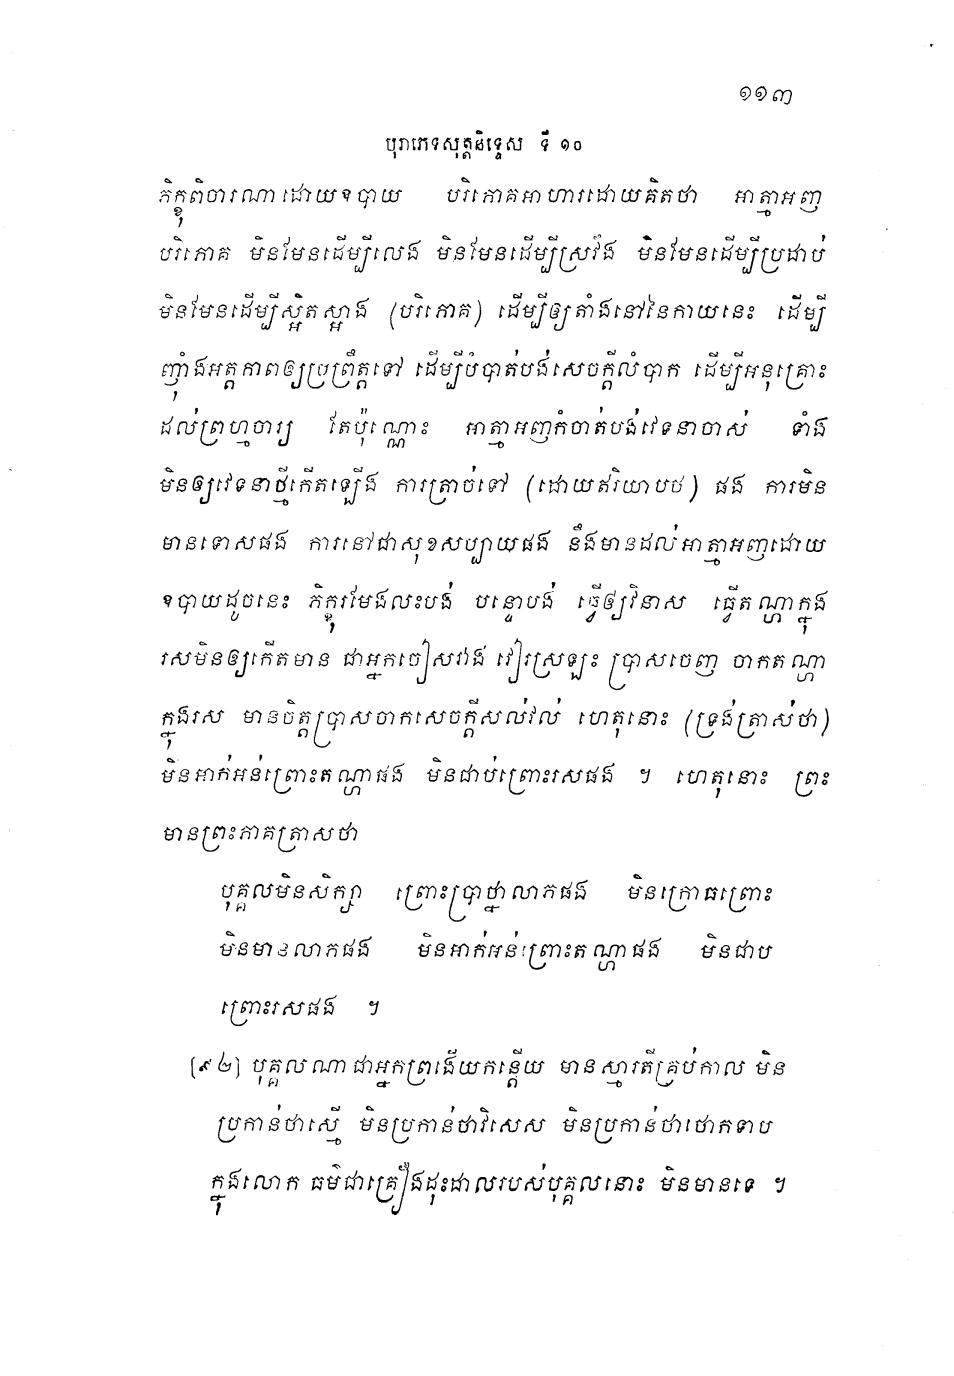 ១១៣
បុរាភេទសុត្តនិទ្ទេស ទី ១០
ភិក្ខុពិចារណាដោយឧបាយ បរិភោគអាហារដោយគិតថា អាត្មាអញ
បរិភោគ មិនមែនដើម្បីលេង មិនមែនដើម្បីស្រវឹង មិនមែនដើម្បីប្រដាប់
មិនមែនដើម្បីស្អិតស្អាង (បរិភោគ) ដើម្បីឲ្យតាំងនៅនៃកាយនេះ ដើម្បី
ញ៉ាំងអត្តភាពឲ្យប្រព្រឹត្តទៅ ដើម្បីបំបាត់បង់សេចក្តីលំបាក ដើម្បីអនុគ្រោះ
ដល់ព្រហ្មចារ្យ តែប៉ុណ្ណោះ អាត្មាអញកំចាត់បង់វេទនាចាស់ ទាំង
មិនឲ្យវេទនាថ្មីកើតឡើង ការត្រាច់ទៅ (ដោយឥរិយាបថ) ផង ការមិន
មានទោសផង ការនៅជាសុខសប្បាយផង នឹងមានដល់អាត្មាអញដោយ
ឧបាយដូចនេះ ភិក្ខុរមែងលះបង់ បន្ទោបង់ ធ្វើឲ្យវិនាស ធ្វើតណ្ហាក្នុង
រសមិនឲ្យកើតមាន ជាអ្នកចៀសវាង វៀរស្រឡះ ប្រាសចេញ ចាកតណ្ហា
ក្នុងរស មានចិត្តប្រាសចាកសេចក្តីសល់វល់ ហេតុនោះ (ទ្រង់ត្រាស់ថា)
មិនអាក់អន់ព្រោះតណ្ហាផង មិនជាប់ព្រោះរសផង ។ ហេតុនោះ ព្រះ
មានព្រះភាគត្រាសថា
បុគ្គលមិនសិក្សា ព្រោះប្រាថ្នាលាភផង មិនក្រោធព្រោះ
មិនមានលាភផង មិនអាក់អន់ព្រោះតណ្ហាផង មិនជាប
ព្រោះរសផង ។
[៩៤] បុគ្គលណាជាអ្នកព្រងើយកន្តើយ មានស្មារតីគ្រប់កាល មិន
ប្រកាន់ថាស្មើ មិនប្រកាន់ថាវិសេស មិនប្រកាន់ថាថោកទាប
ក្នុងលោក ធម៌ជាគ្រឿងដុះដាលរបស់បុគ្គលនោះ មិនមានទេ ។